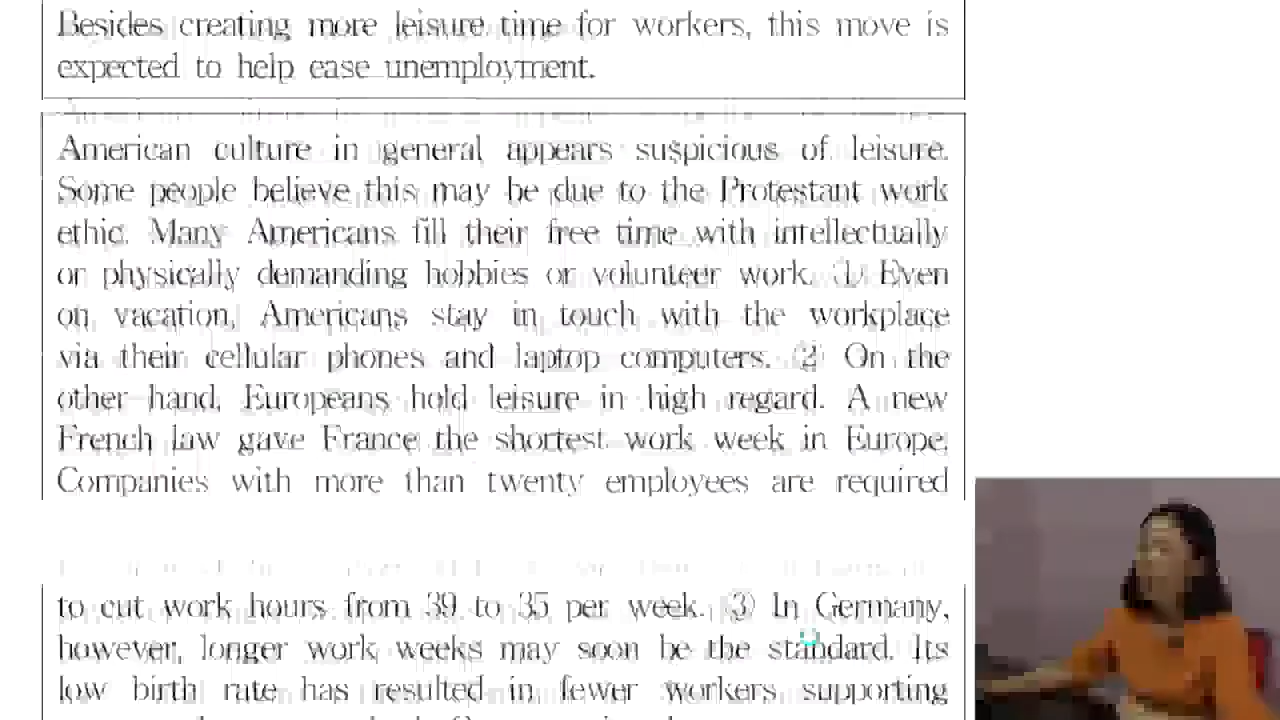 Besides creating more leisure time for workers, this move is
expected to help ease unemployment.
American culture in general appears suspicious of leisure.
Some people believe this may be due to the Protestant work
ethic. Many Americans fill their free time with intellectually
or physically demanding hobbies or volunteer work. (1) Even
on vacation, Americans stay in touch with the workplace
via their cellular phones and laptop computers. (2) On the
other hand, Europeans hold leisure in high regard. A new
French law gave France the shortest work week in Europe.
Companies with more than twenty employees are required
to cut work hours from 39 to 35 per week. (3) In Germany,
however, longer work weeks may soon be the standard. Its
low birth rate has resulted in fewer workers supporting